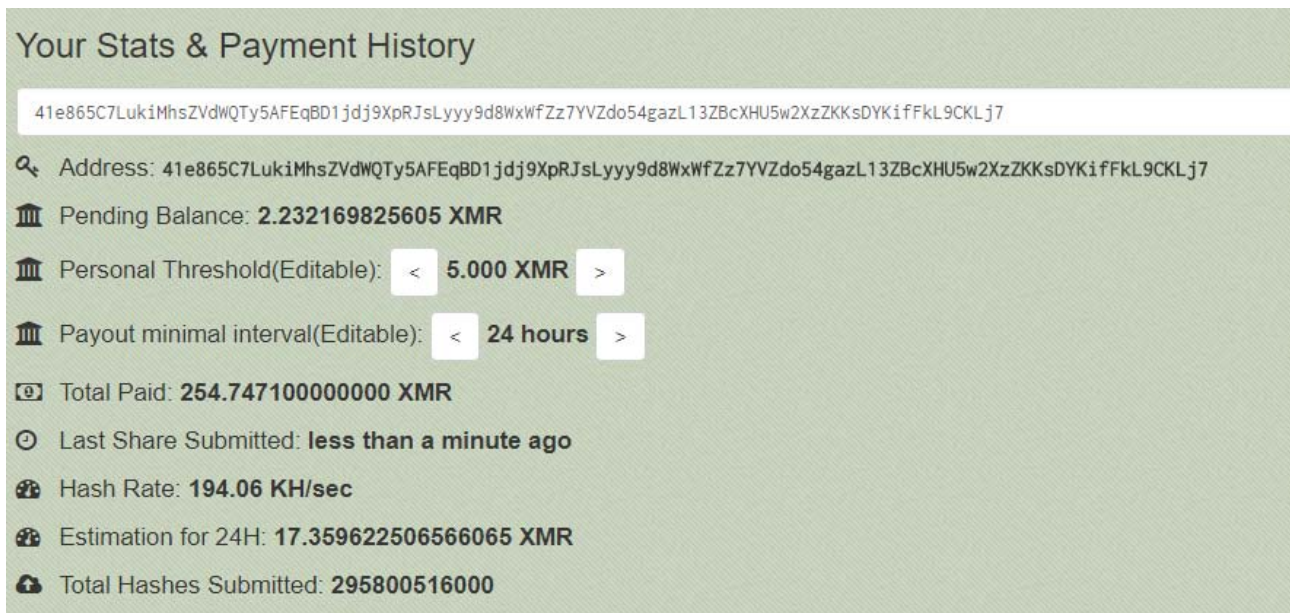 Your Stats & Payment History
41e865C7LukiMhsZVdWQTy5AFEqBD1jdj9XpRJsLyyy9d8WxWfZz7YVZdo54gazL13ZBcXHU5w2XzZKKsDYKifFkL9CKLj7
Address: 41e865C7LukiMhsZVdWQTy5AFEqBD1jdj9XpRJsLyyy9d8WxWfZz7YVZdo54gazL13ZBcXHU5w2XzZKKsDYKifFkL9CKLj7
Pending Balance: 2.232169825605 XMR
Personal Threshold(Editable): < 5.000 XMR >
Payout minimal interval(Editable): < 24 hours >
Total Paid: 254.747100000000 XMR
Last Share Submitted: less than a minute ago
Hash Rate: 194.06 KH/sec
Estimation for 24H: 17.359622506566065 XMR
Total Hashes Submitted: 295800516000